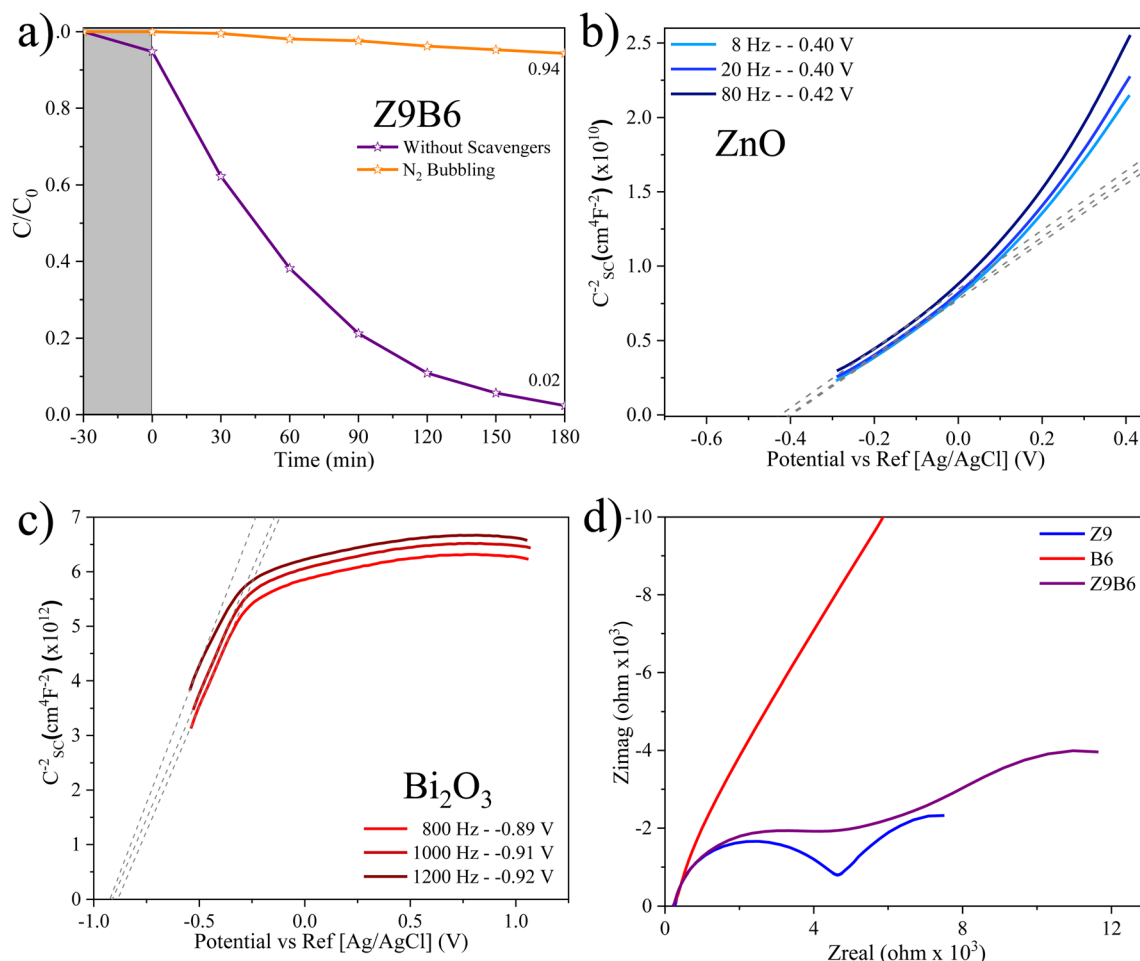 a)
.0
0.8
0.6
0.4
0.2
0.0
C/C₀
Z9B6
Without Scavengers
N₂ Bubbling
0.94
0.02
-30 0 30 60 90 120 150 180
Time (min)
b)
2.5
2.0
1.5
1.0
0.5
0.0
C⁻²SC(cm⁴F⁻²) (x10¹⁰)
8 Hz - - 0.40 V
20 Hz - - 0.40 V
80 Hz - - 0.42 V
ZnO
-0.6 -0.4 -0.2 0.0 0.2 0.4
Potential vs Ref [Ag/AgCl] (V)
c)
7
6
5
4
3
2
1
0
C⁻²SC(cm⁴F⁻²) (x10¹²)
Bi₂O₃
800 Hz - -0.89 V
1000 Hz - -0.91 V
1200 Hz - -0.92 V
-1.0 -0.5 0.0 0.5 1.0
Potential vs Ref [Ag/AgCl] (V)
d)
-10
-8
-6
-4
-2
0
Zimag (ohm x10³)
Z9
B6
Z9B6
0 4 8 12
Zreal (ohm x 10³)